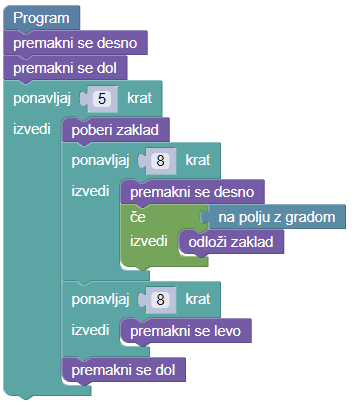 Program
premakni se desno
premakni se dol
ponavljaj 5 krat
izvedi poberi zaklad
ponavljaj 8 krat
izvedi premakni se desno
če na polju z gradom
izvedi odloži zaklad
ponavljaj 8 krat
izvedi premakni se levo
premakni se dol